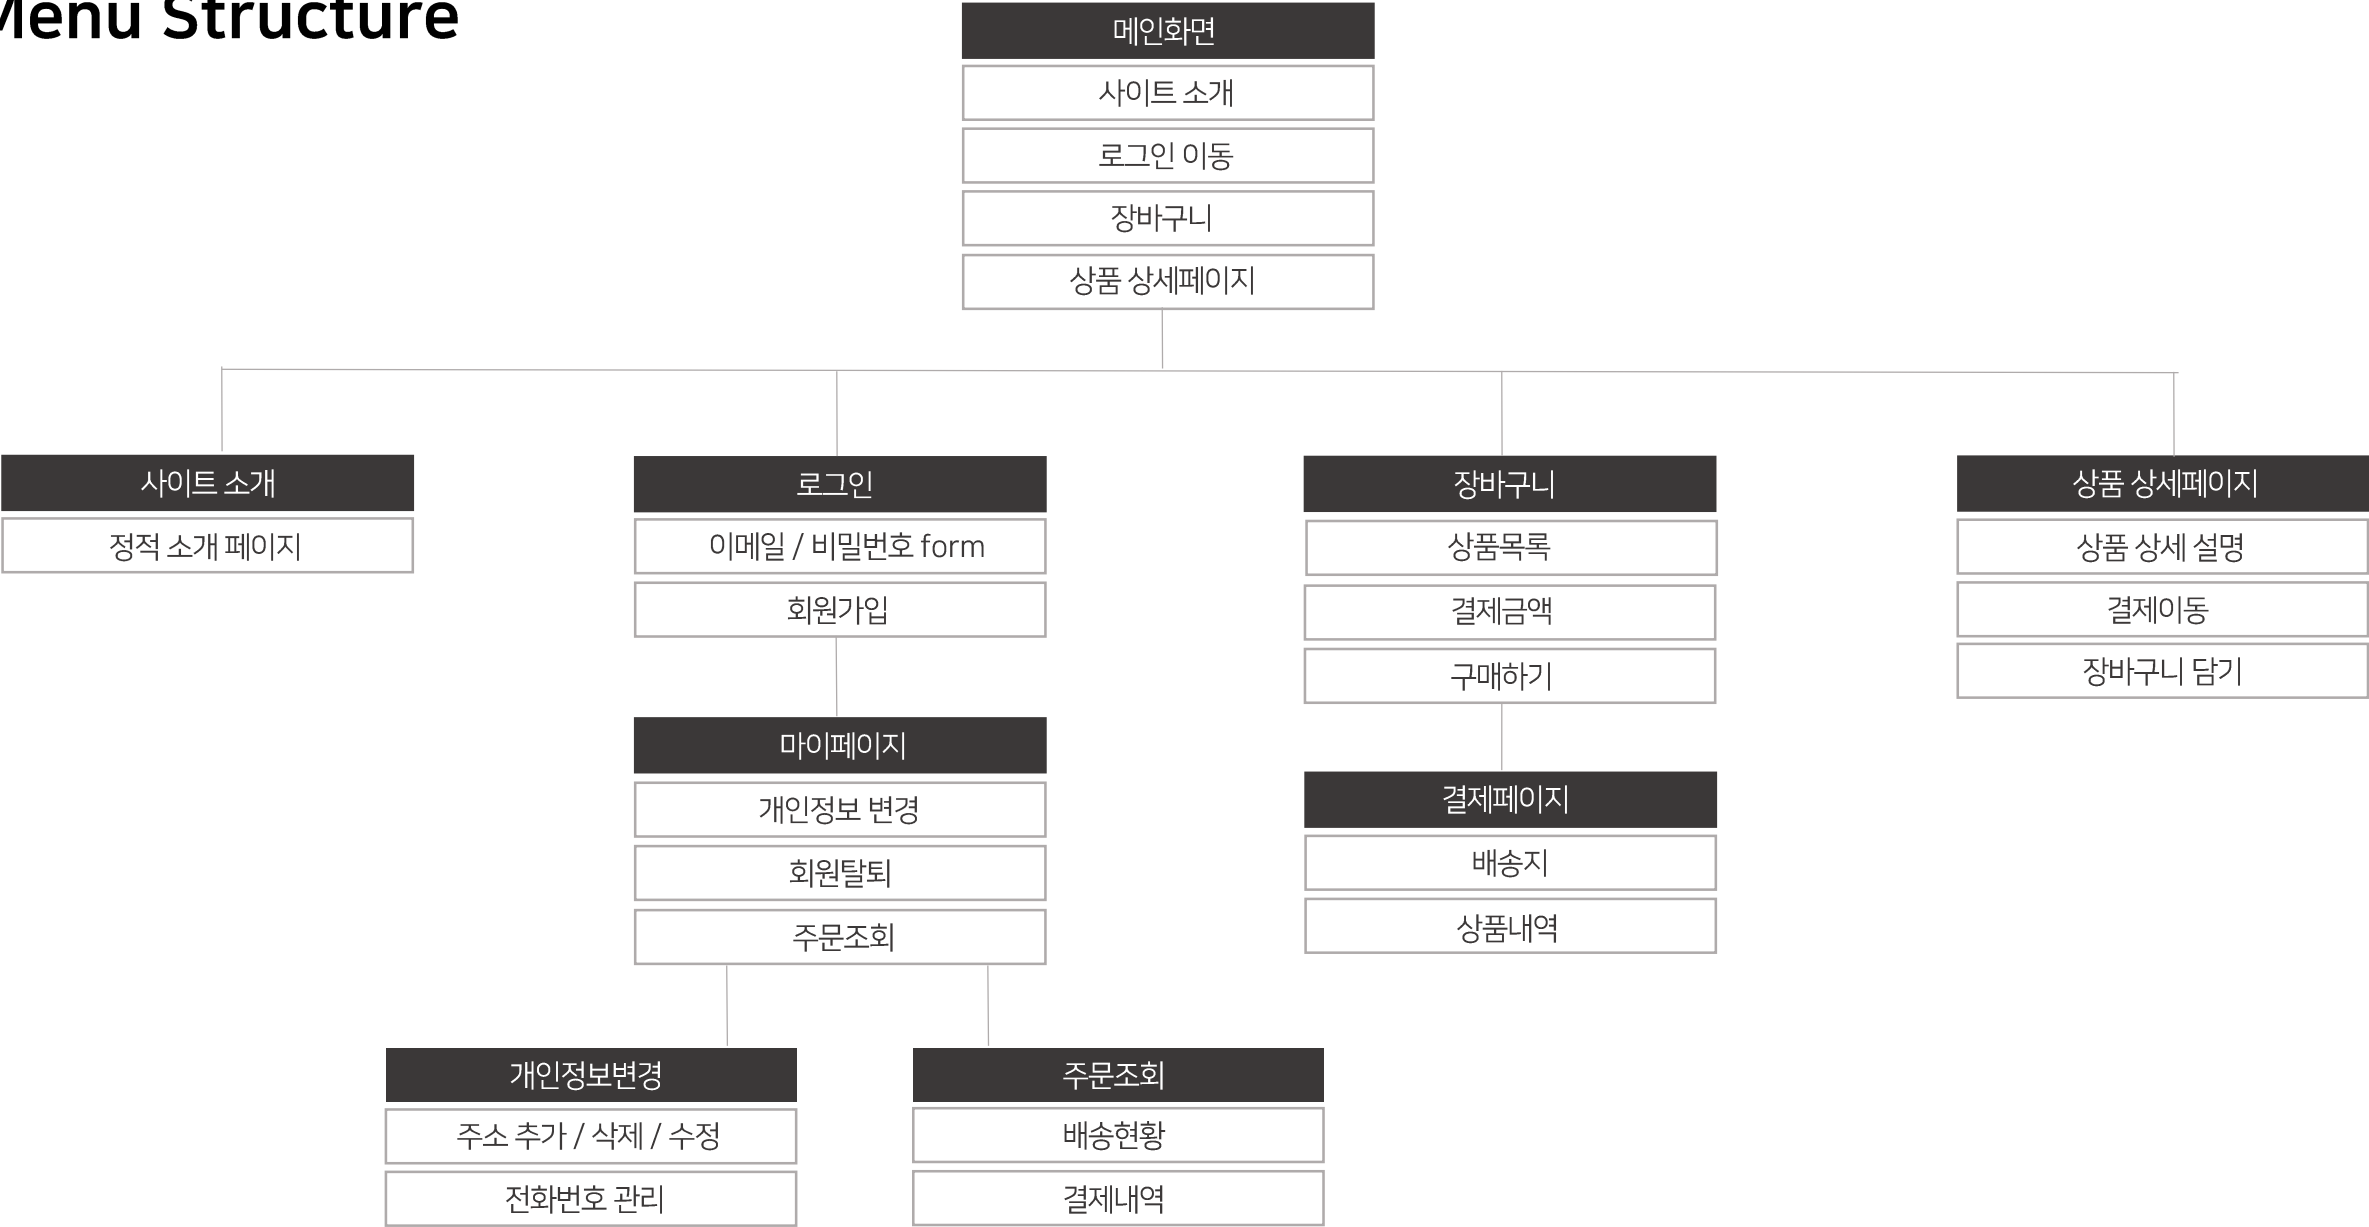 Menu Structure
메인화면
사이트 소개
로그인 이동
장바구니
상품 상세페이지
사이트 소개
정적 소개 페이지
로그인
이메일 / 비밀번호 form
회원가입
마이페이지
개인정보 변경
회원탈퇴
주문조회
개인정보변경
주소 추가 / 삭제 / 수정
전화번호 관리
주문조회
배송현황
결제내역
장바구니
상품목록
결제금액
구매하기
결제페이지
배송지
상품내역
상품 상세페이지
상품 상세 설명
결제이동
장바구니 담기